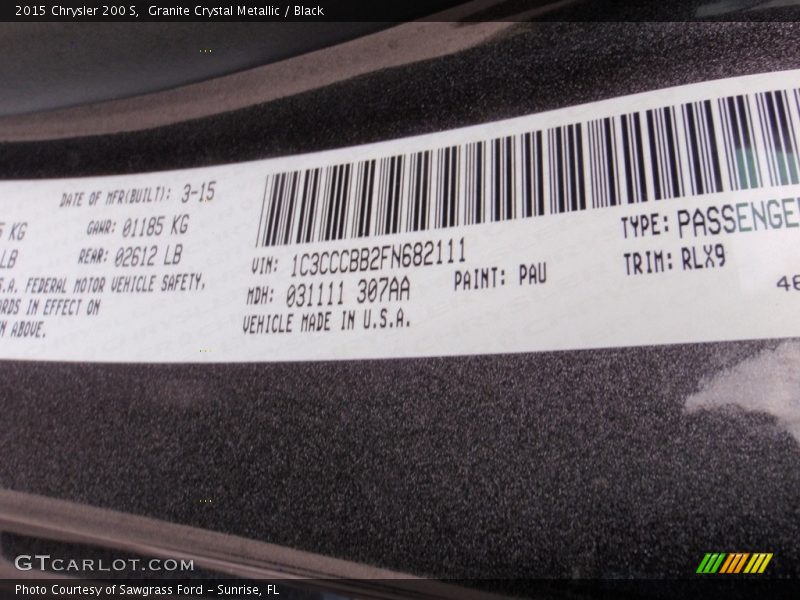 2015 Chrysler 200 S,  Granite Crystal Metallic / Black
DATE OF MFR(BUILT): 3-15
KG GAWR: 01185 KG
LB REAR: 02612 LB
S.A. FEDERAL MOTOR VEHICLE SAFETY,
IN EFFECT ON
ABOVE.
VIN: 1C3CCCBB2FN682111
MDH: 031111 307AA
PAINT: PAU
VEHICLE MADE IN U.S.A.
TYPE: PASSENGE
TRIM: RLX9
GTCARLOT.COM
Photo Courtesy of Sawgrass Ford - Sunrise, FL